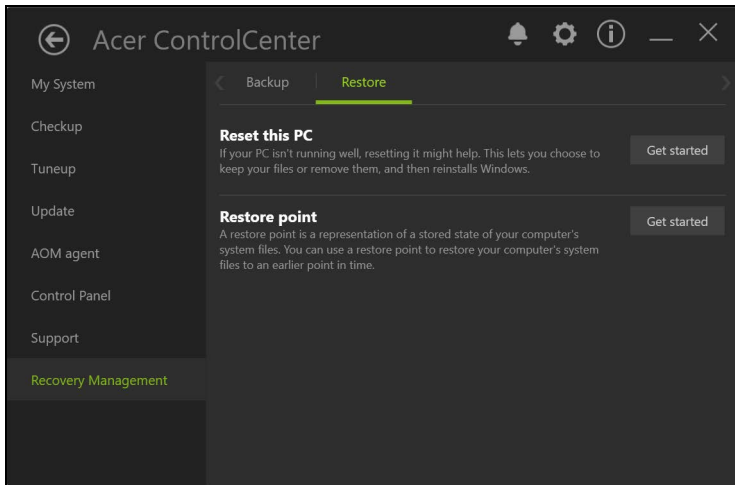 Acer ControlCenter
My System
Checkup
Tuneup
Update
AOM agent
Control Panel
Support
Recovery Management
Backup
Restore
Reset this PC
If your PC isn't running well, resetting it might help. This lets you choose to
keep your files or remove them, and then reinstalls Windows.
Get started
Restore point
A restore point is a representation of a stored state of your computer's
system files. You can use a restore point to restore your computer's system
files to an earlier point in time.
Get started